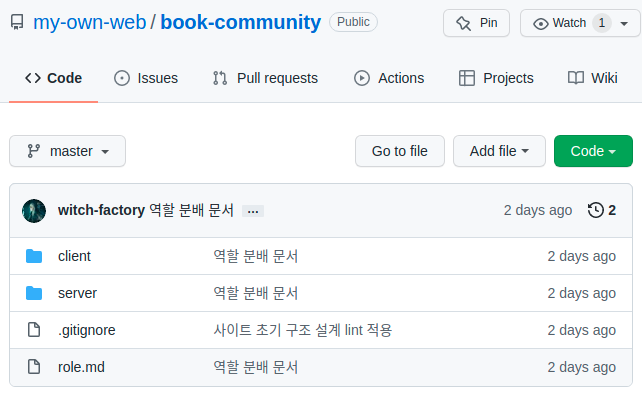 my-own-web / book-community Public Pin Watch 1
Code Issues Pull requests Actions Projects Wiki
master Go to file Add file Code
witch-factory 역할 분배 문서 ... 2 days ago 2
client 역할 분배 문서 2 days ago
server 역할 분배 문서 2 days ago
.gitignore 사이트 초기 구조 설계 lint 적용 2 days ago
role.md 역할 분배 문서 2 days ago